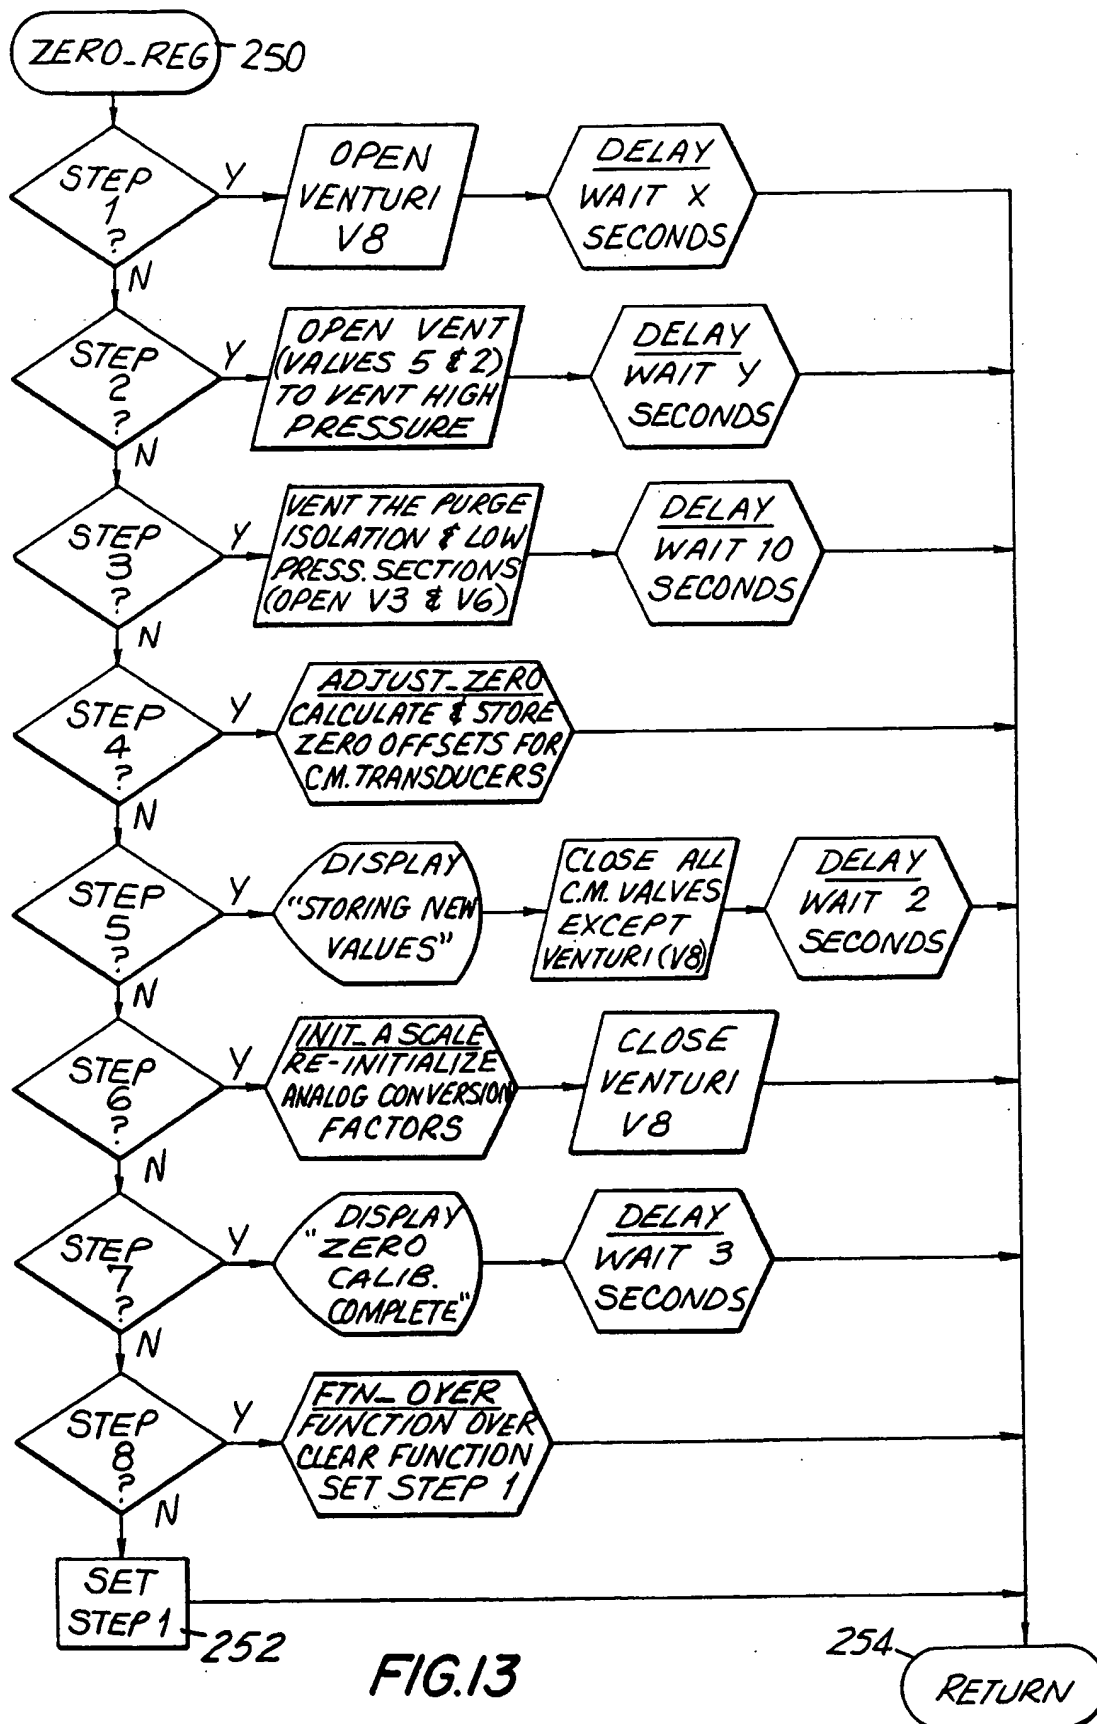 ZERO_REG 250
STEP
1
?
Y
N
OPEN
VENTURI
V8
DELAY
WAIT X
SECONDS
STEP
2
?
Y
N
OPEN VENT
(VALVES 5 & 2)
TO VENT HIGH
PRESSURE
DELAY
WAIT Y
SECONDS
STEP
3
?
Y
N
VENT THE PURGE
ISOLATION & LOW
PRESS. SECTIONS
(OPEN V3 & V6)
DELAY
WAIT 10
SECONDS
STEP
4
?
Y
N
ADJUST_ZERO
CALCULATE & STORE
ZERO OFFSETS FOR
C.M. TRANSDUCERS
STEP
5
?
Y
N
DISPLAY
"STORING NEW
VALUES"
CLOSE ALL
C.M. VALVES
EXCEPT
VENTURI (V8)
DELAY
WAIT 2
SECONDS
STEP
6
?
Y
N
INIT_A SCALE
RE-INITIALIZE
ANALOG CONVERSION
FACTORS
CLOSE
VENTURI
V8
STEP
7
?
Y
N
DISPLAY
"ZERO
CALIB.
COMPLETE"
DELAY
WAIT 3
SECONDS
STEP
8
?
Y
N
FTN_OVER
FUNCTION OVER
CLEAR FUNCTION
SET STEP 1
SET
STEP 1
252
254
RETURN
FIG.13